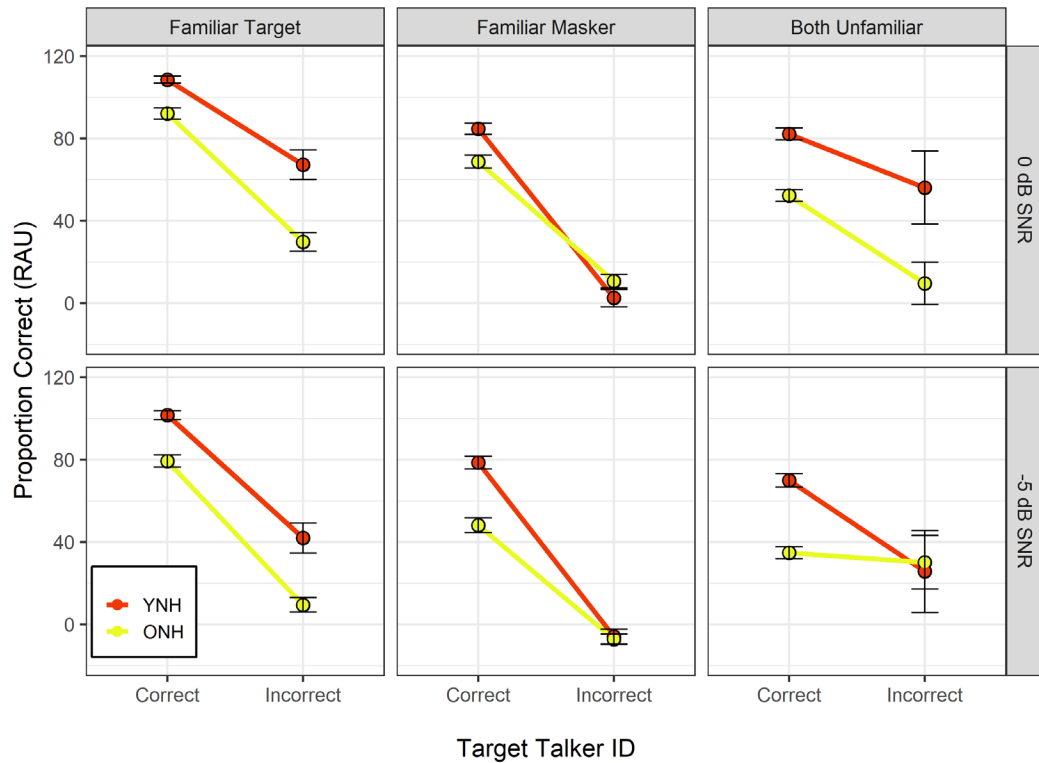 Familiar Target
Familiar Masker
Both Unfamiliar
120
80
40
0
0 dB SNR
120
80
40
0
-5 dB SNR
Proportion Correct (RAU)
YNH
ONH
Correct
Incorrect
Correct
Incorrect
Correct
Incorrect
Target Talker ID